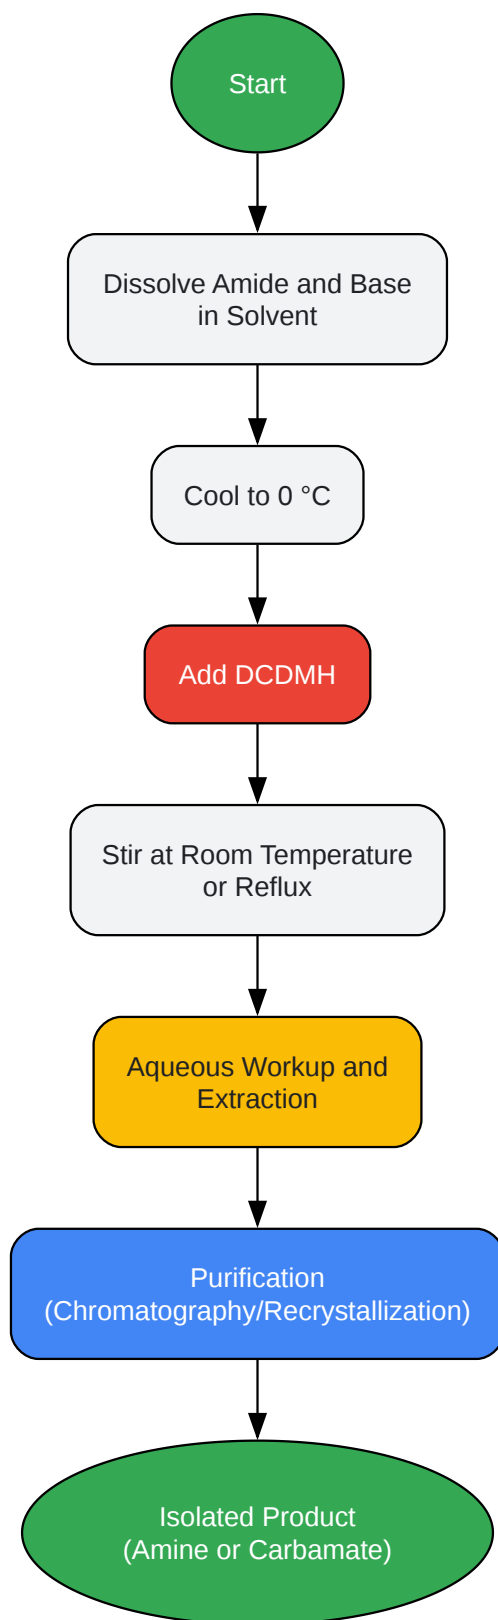 Start
Dissolve Amide and Base
in Solvent
Cool to 0 °C
Add DCDMH
Stir at Room Temperature
or Reflux
Aqueous Workup and
Extraction
Purification
(Chromatography/Recrystallization)
Isolated Product
(Amine or Carbamate)